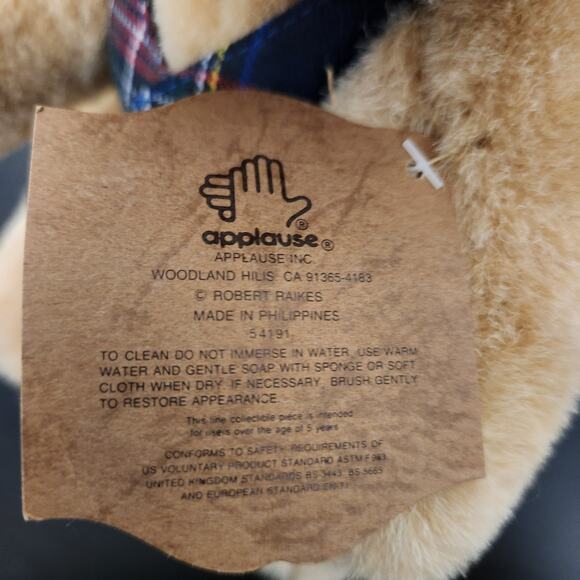 applause®
APPLAUSE INC.
WOODLAND HILLS, CA 91365-4183
© ROBERT RAIKES
MADE IN PHILIPPINES
54191
TO CLEAN DO NOT IMMERSE IN WATER, USE WARM
WATER AND GENTLE SOAP WITH SPONGE OR SOFT
CLOTH WHEN DRY. IF NECESSARY, BRUSH GENTLY
TO RESTORE APPEARANCE.
This fine collectible piece is intended
for users over the age of 5 years
CONFORMS TO SAFETY REQUIREMENTS OF
US VOLUNTARY PRODUCT STANDARD ASTM F 963
UNITED KINGDOM STANDARDS BS 3443, BS 5665
AND EUROPEAN STANDARD EN-71